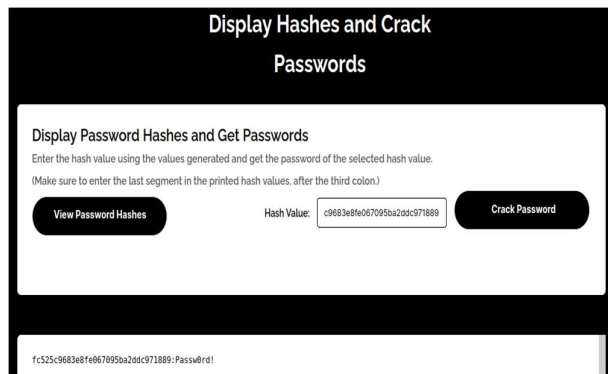 Display Hashes and Crack
Passwords
Display Password Hashes and Get Passwords
Enter the hash value using the values generated and get the password of the selected hash value.
(Make sure to enter the last segment in the printed hash values, after the third colon.)
View Password Hashes
Hash Value:
c9683e8fe067095ba2ddc971889
Crack Password
fc525c9683e8fe067095ba2ddc971889:Passw0rd!